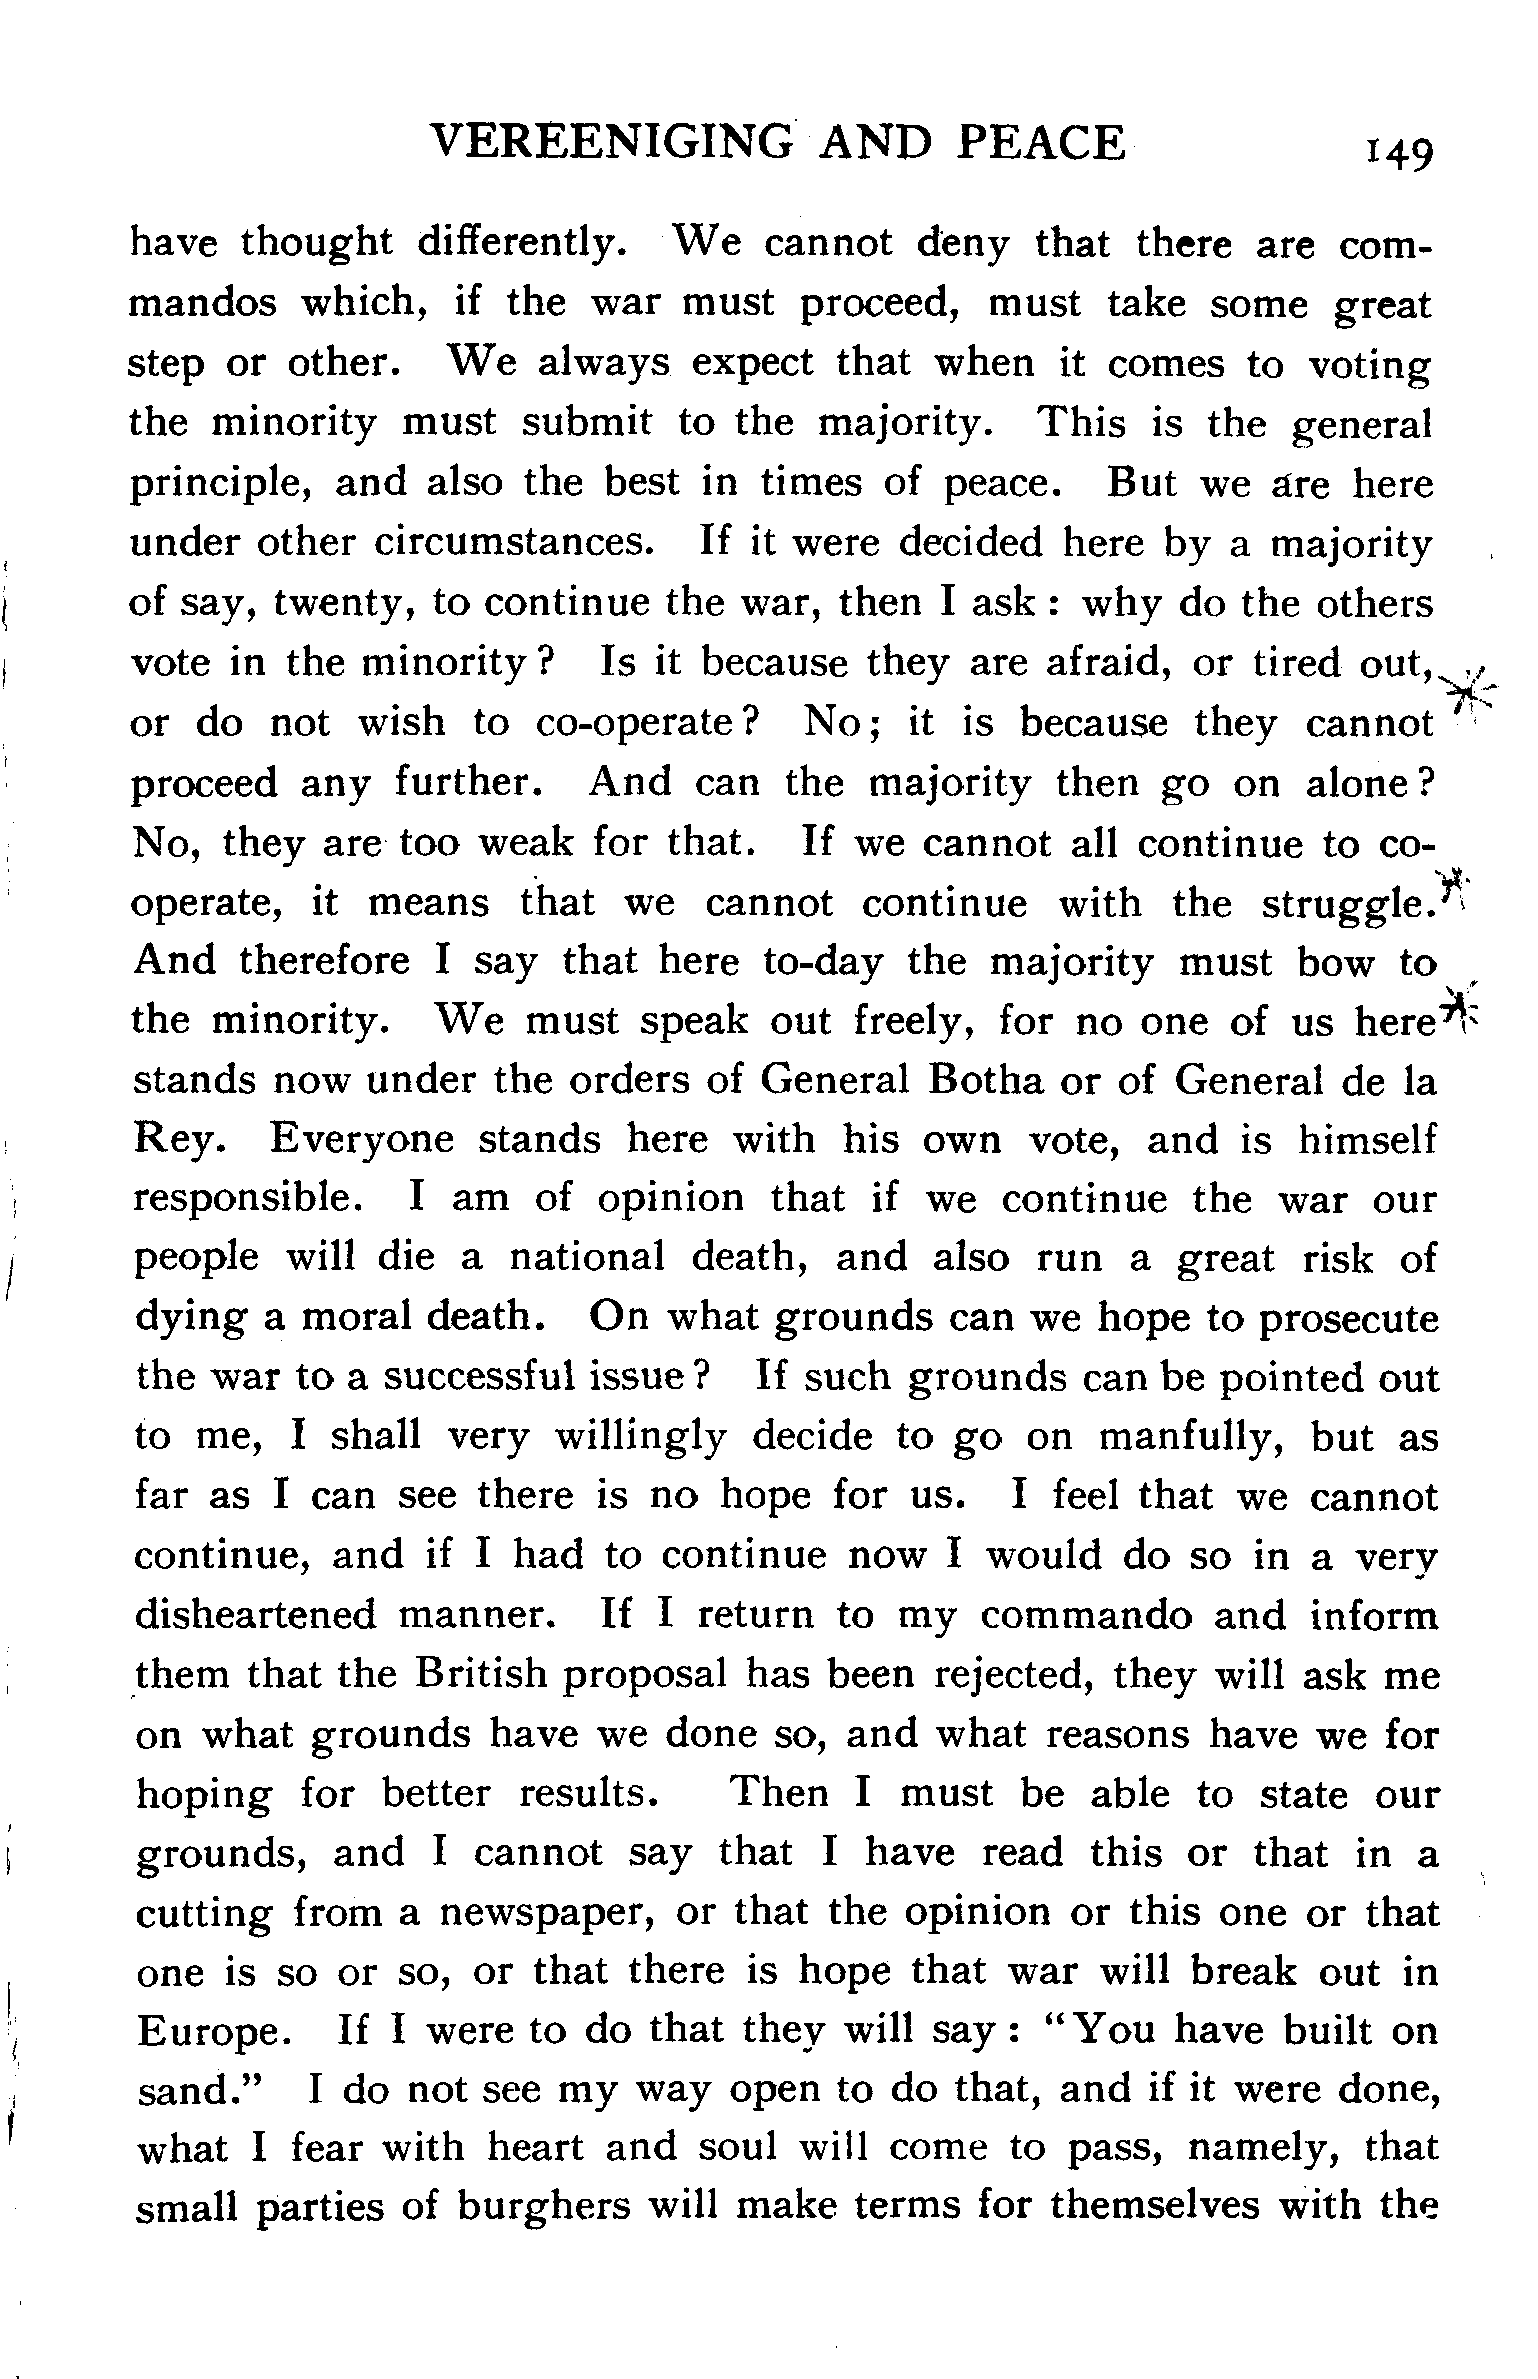 VEREENIGING AND PEACE 149
have thought differently. We cannot deny that there are com-
mandos which, if the war must proceed, must take some great
step or other. We always expect that when it comes to voting
the minority must submit to the majority. This is the general
principle, and also the best in times of peace. But we are here
under other circumstances. If it were decided here by a majority
of say, twenty, to continue the war, then I ask : why do the others
vote in the minority ? Is it because they are afraid, or tired out,
or do not wish to co-operate ? No ; it is because they cannot
proceed any further. And can the majority then go on alone ?
No, they are too weak for that. If we cannot all continue to co-
operate, it means that we cannot continue with the struggle.
And therefore I say that here to-day the majority must bow to
the minority. We must speak out freely, for no one of us here
stands now under the orders of General Botha or of General de la
Rey. Everyone stands here with his own vote, and is himself
responsible. I am of opinion that if we continue the war our
people will die a national death, and also run a great risk of
dying a moral death. On what grounds can we hope to prosecute
the war to a successful issue ? If such grounds can be pointed out
to me, I shall very willingly decide to go on manfully, but as
far as I can see there is no hope for us. I feel that we cannot
continue, and if I had to continue now I would do so in a very
disheartened manner. If I return to my commando and inform
them that the British proposal has been rejected, they will ask me
on what grounds have we done so, and what reasons have we for
hoping for better results. Then I must be able to state our
grounds, and I cannot say that I have read this or that in a
cutting from a newspaper, or that the opinion or this one or that
one is so or so, or that there is hope that war will break out in
Europe. If I were to do that they will say : "You have built on
sand." I do not see my way open to do that, and if it were done,
what I fear with heart and soul will come to pass, namely, that
small parties of burghers will make terms for themselves with the